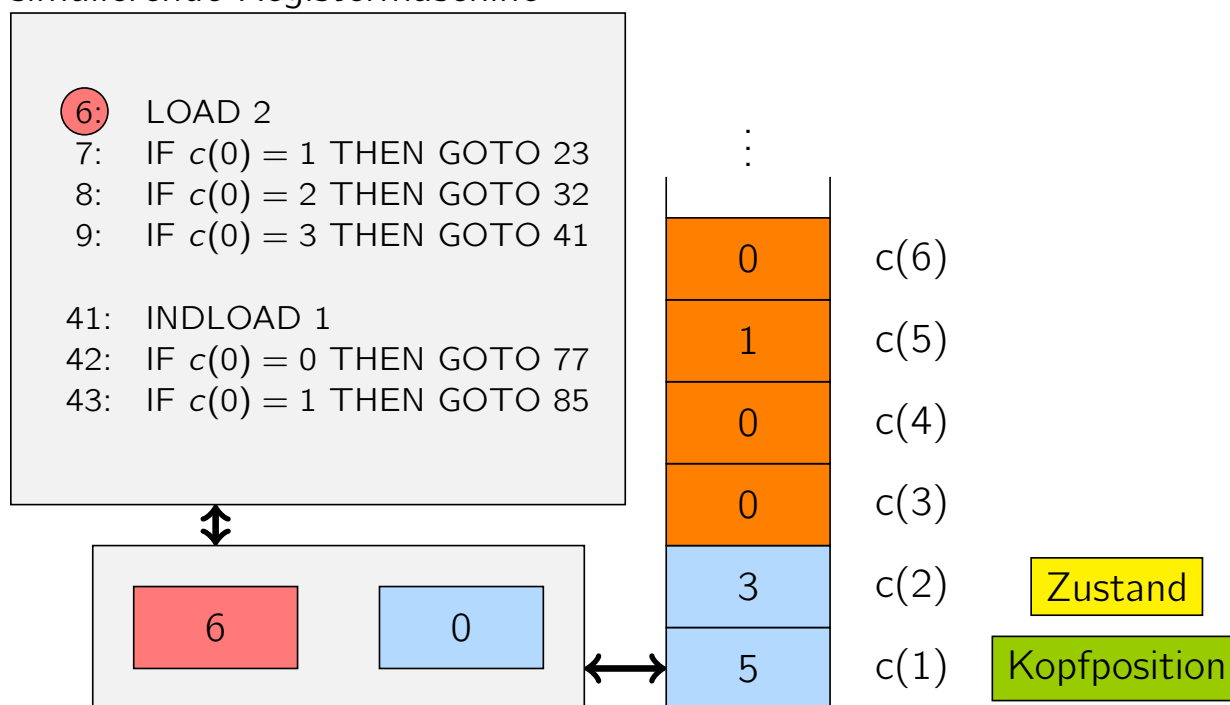 simulierende Registermaschine
6: LOAD 2
7: IF c(0) = 1 THEN GOTO 23
8: IF c(0) = 2 THEN GOTO 32
9: IF c(0) = 3 THEN GOTO 41
41: INDLOAD 1
42: IF c(0) = 0 THEN GOTO 77
43: IF c(0) = 1 THEN GOTO 85
6 0
⋮
0 c(6)
1 c(5)
0 c(4)
0 c(3)
3 c(2) Zustand
5 c(1) Kopfposition